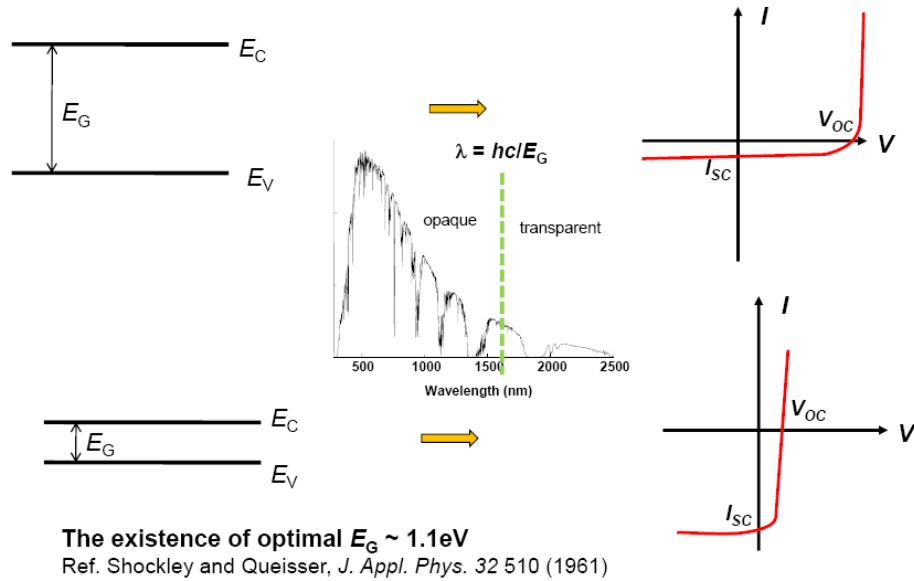 E_C
E_G
E_V
λ = hc/E_G
opaque
transparent
500 1000 1500 2000 2500
Wavelength (nm)
I
V_OC
V
I_SC
E_C
E_G
E_V
I
V_OC
V
I_SC
The existence of optimal E_G ~ 1.1eV
Ref. Shockley and Queisser, J. Appl. Phys. 32 510 (1961)